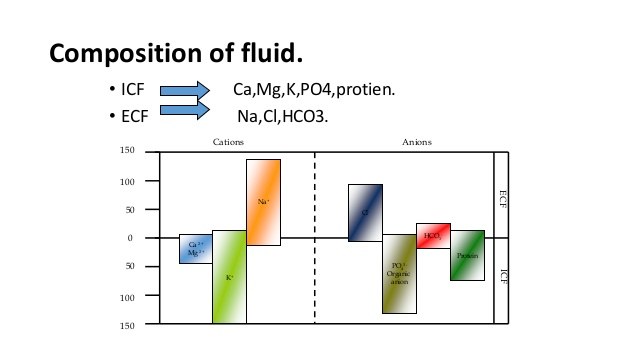 Composition of fluid.
• ICF Ca,Mg,K,PO4,protien.
• ECF Na,Cl,HCO3.
Cations Anions
150
100
50
0
50
100
150
Ca²⁺
Mg²⁺
K⁺
Na⁺
Cl⁻
PO₄³⁻
Organic
anion
HCO₃⁻
Protein
ECF
ICF